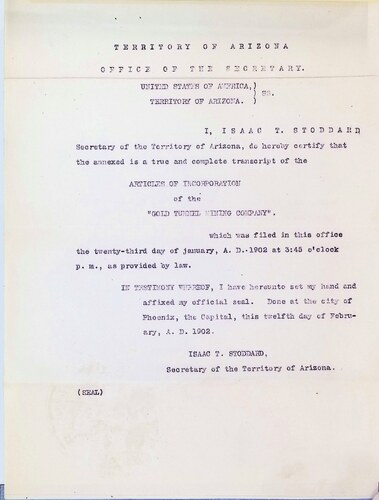 TERRITORY OF ARIZONA
OFFICE OF THE SECRETARY.
UNITED STATES OF AMERICA,)
) SS.
TERRITORY OF ARIZONA. )
I, ISAAC T. STODDARD
Secretary of the Territory of Arizona, do hereby certify that
the annexed is a true and complete transcript of the
ARTICLES OF INCORPORATION
of the
"GOLD TUNNEL MINING COMPANY".
which was filed in this office
the twenty-third day of january, A. D. 1902 at 3:45 o'clock
p. m., as provided by law.
IN TESTIMONY WHEREOF, I have hereunto set my hand and
affixed my official seal. Done at the city of
Phoenix, the Capital, this twelfth day of Febru-
ary, A. D. 1902.
ISAAC T. STODDARD,
Secretary of the Territory of Arizona.
(SEAL)